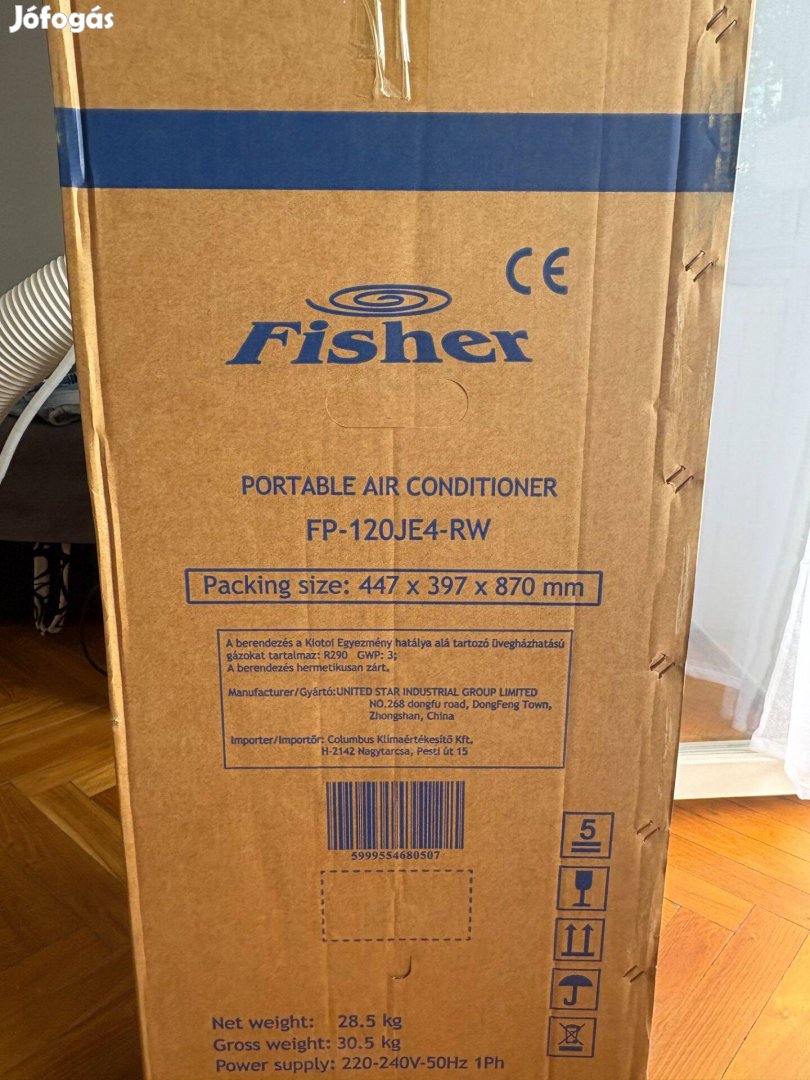 Jófogás
CE
Fisher
PORTABLE AIR CONDITIONER
FP-120JE4-RW
Packing size: 447 x 397 x 870 mm
A berendezés a Kiotoi Egyezmény hatálya alá tartozó üvegházhatású
gázokat tartalmaz: R290 GWP: 3;
A berendezés hermetikusan zárt.
Manufacturer/Gyártó:UNITED STAR INDUSTRIAL GROUP LIMITED
NO.268 dongfu road, DongFeng Town,
Zhongshan, China
Importer/Importőr: Columbus Klímaértékesítő Kft.
H-2142 Nagytarcsa, Pesti út 15
5999554680507
5
Net weight: 28.5 kg
Gross weight: 30.5 kg
Power supply: 220-240V-50Hz 1Ph